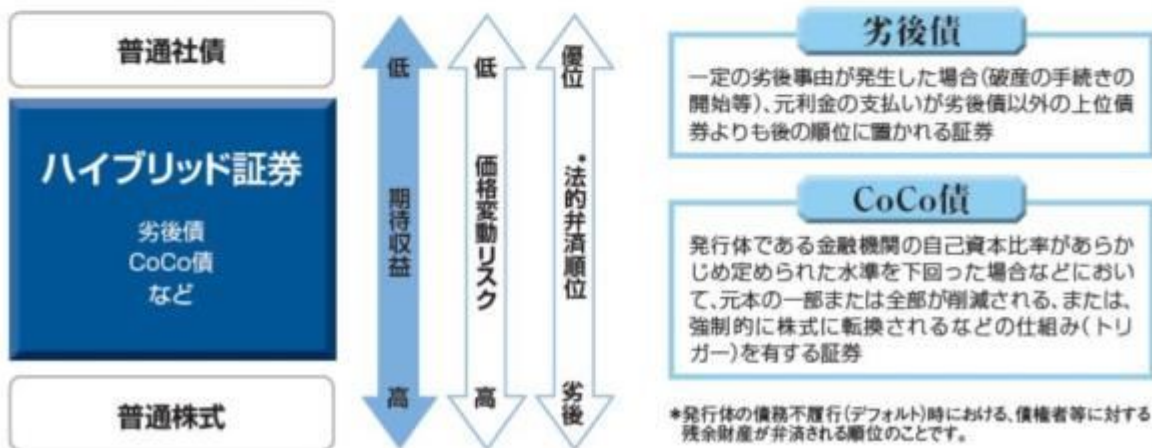 普通社債
ハイブリッド証券
劣後債
CoCo債
など
普通株式
低
期待収益
高
低
価格変動リスク
高
優位
*法的弁済順位
劣後
劣後債
一定の劣後事由が発生した場合(破産の手続きの
開始等)、元利金の支払いが劣後債以外の上位債
券よりも後の順位に置かれる証券
CoCo債
発行体である金融機関の自己資本比率があらか
じめ定められた水準を下回った場合などにおい
て、元本の一部または全部が削減される、または、
強制的に株式に転換されるなどの仕組み(トリ
ガー)を有する証券
*発行体の債務不履行(デフォルト)時における、債権者等に対する
残余財産が弁済される順位のことです。